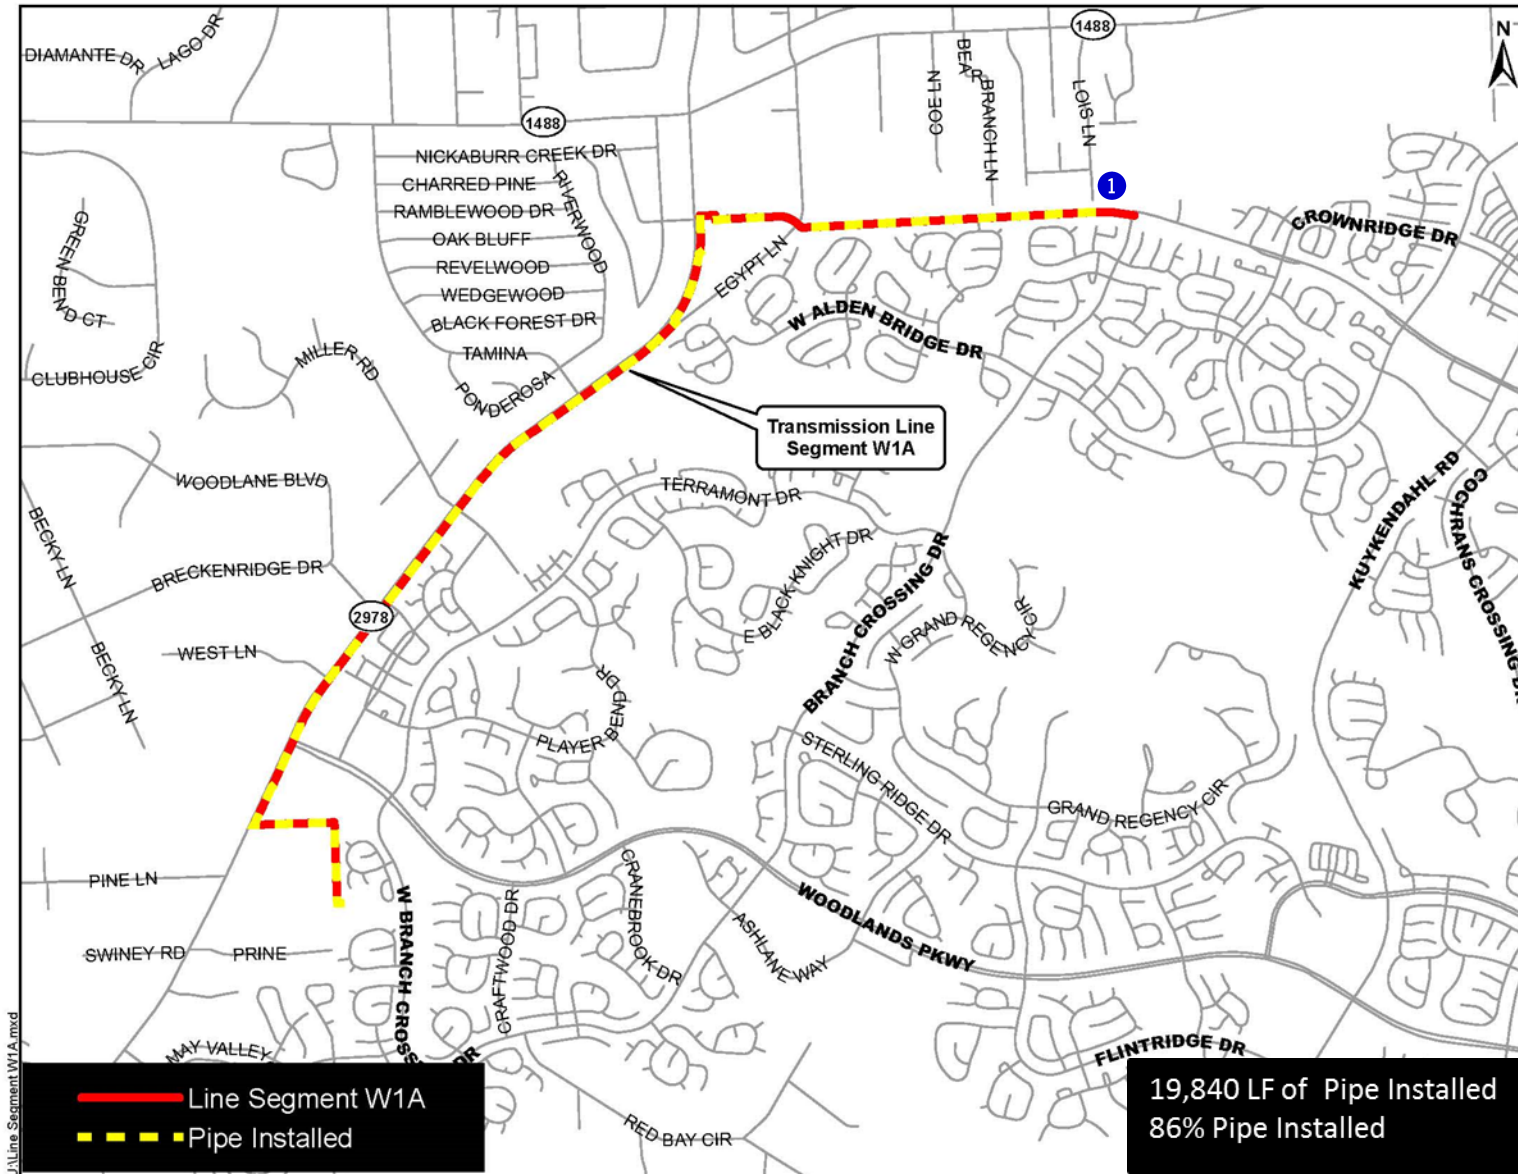 1488
N
DIAMANTE DR
LAGO DR
BEAR BRANCH LN
COE LN
LOIS LN
1488
NICKABURR CREEK DR
CHARRED PINE
RIVERWOOD
RAMBLEWOOD DR
OAK BLUFF
REVELWOOD
WEDGEWOOD
BLACK FOREST DR
TAMINA
PONDEROSA
1
CROWNRIDGE DR
EGYPT LN
W ALDEN BRIDGE DR
GREEN BEND CT
CLUBHOUSE CIR
MILLER RD
Transmission Line
Segment W1A
WOODLANE BLVD
TERRAMONT DR
KUYKENDAHL RD
COCHRANS CROSSING DR
BECKY LN
BRECKENRIDGE DR
E BLACK KNIGHT DR
BRANCH CROSSING DR
2978
W GRAND REGENCY CIR
WEST LN
BECKY LN
PLAYER BEND DR
STERLING RIDGE DR
GRAND REGENCY CIR
PINE LN
CRANEBROOK DR
WOODLANDS PKWY
W BRANCH CROSSING DR
CRAFTWOOD DR
ASHLANE WAY
SWINEY RD
PRINE
MAY VALLEY
FLINTRIDGE DR
RED BAY CIR
J:\Line Segment W1A.mxd
Line Segment W1A
Pipe Installed
19,840 LF of Pipe Installed
86% Pipe Installed